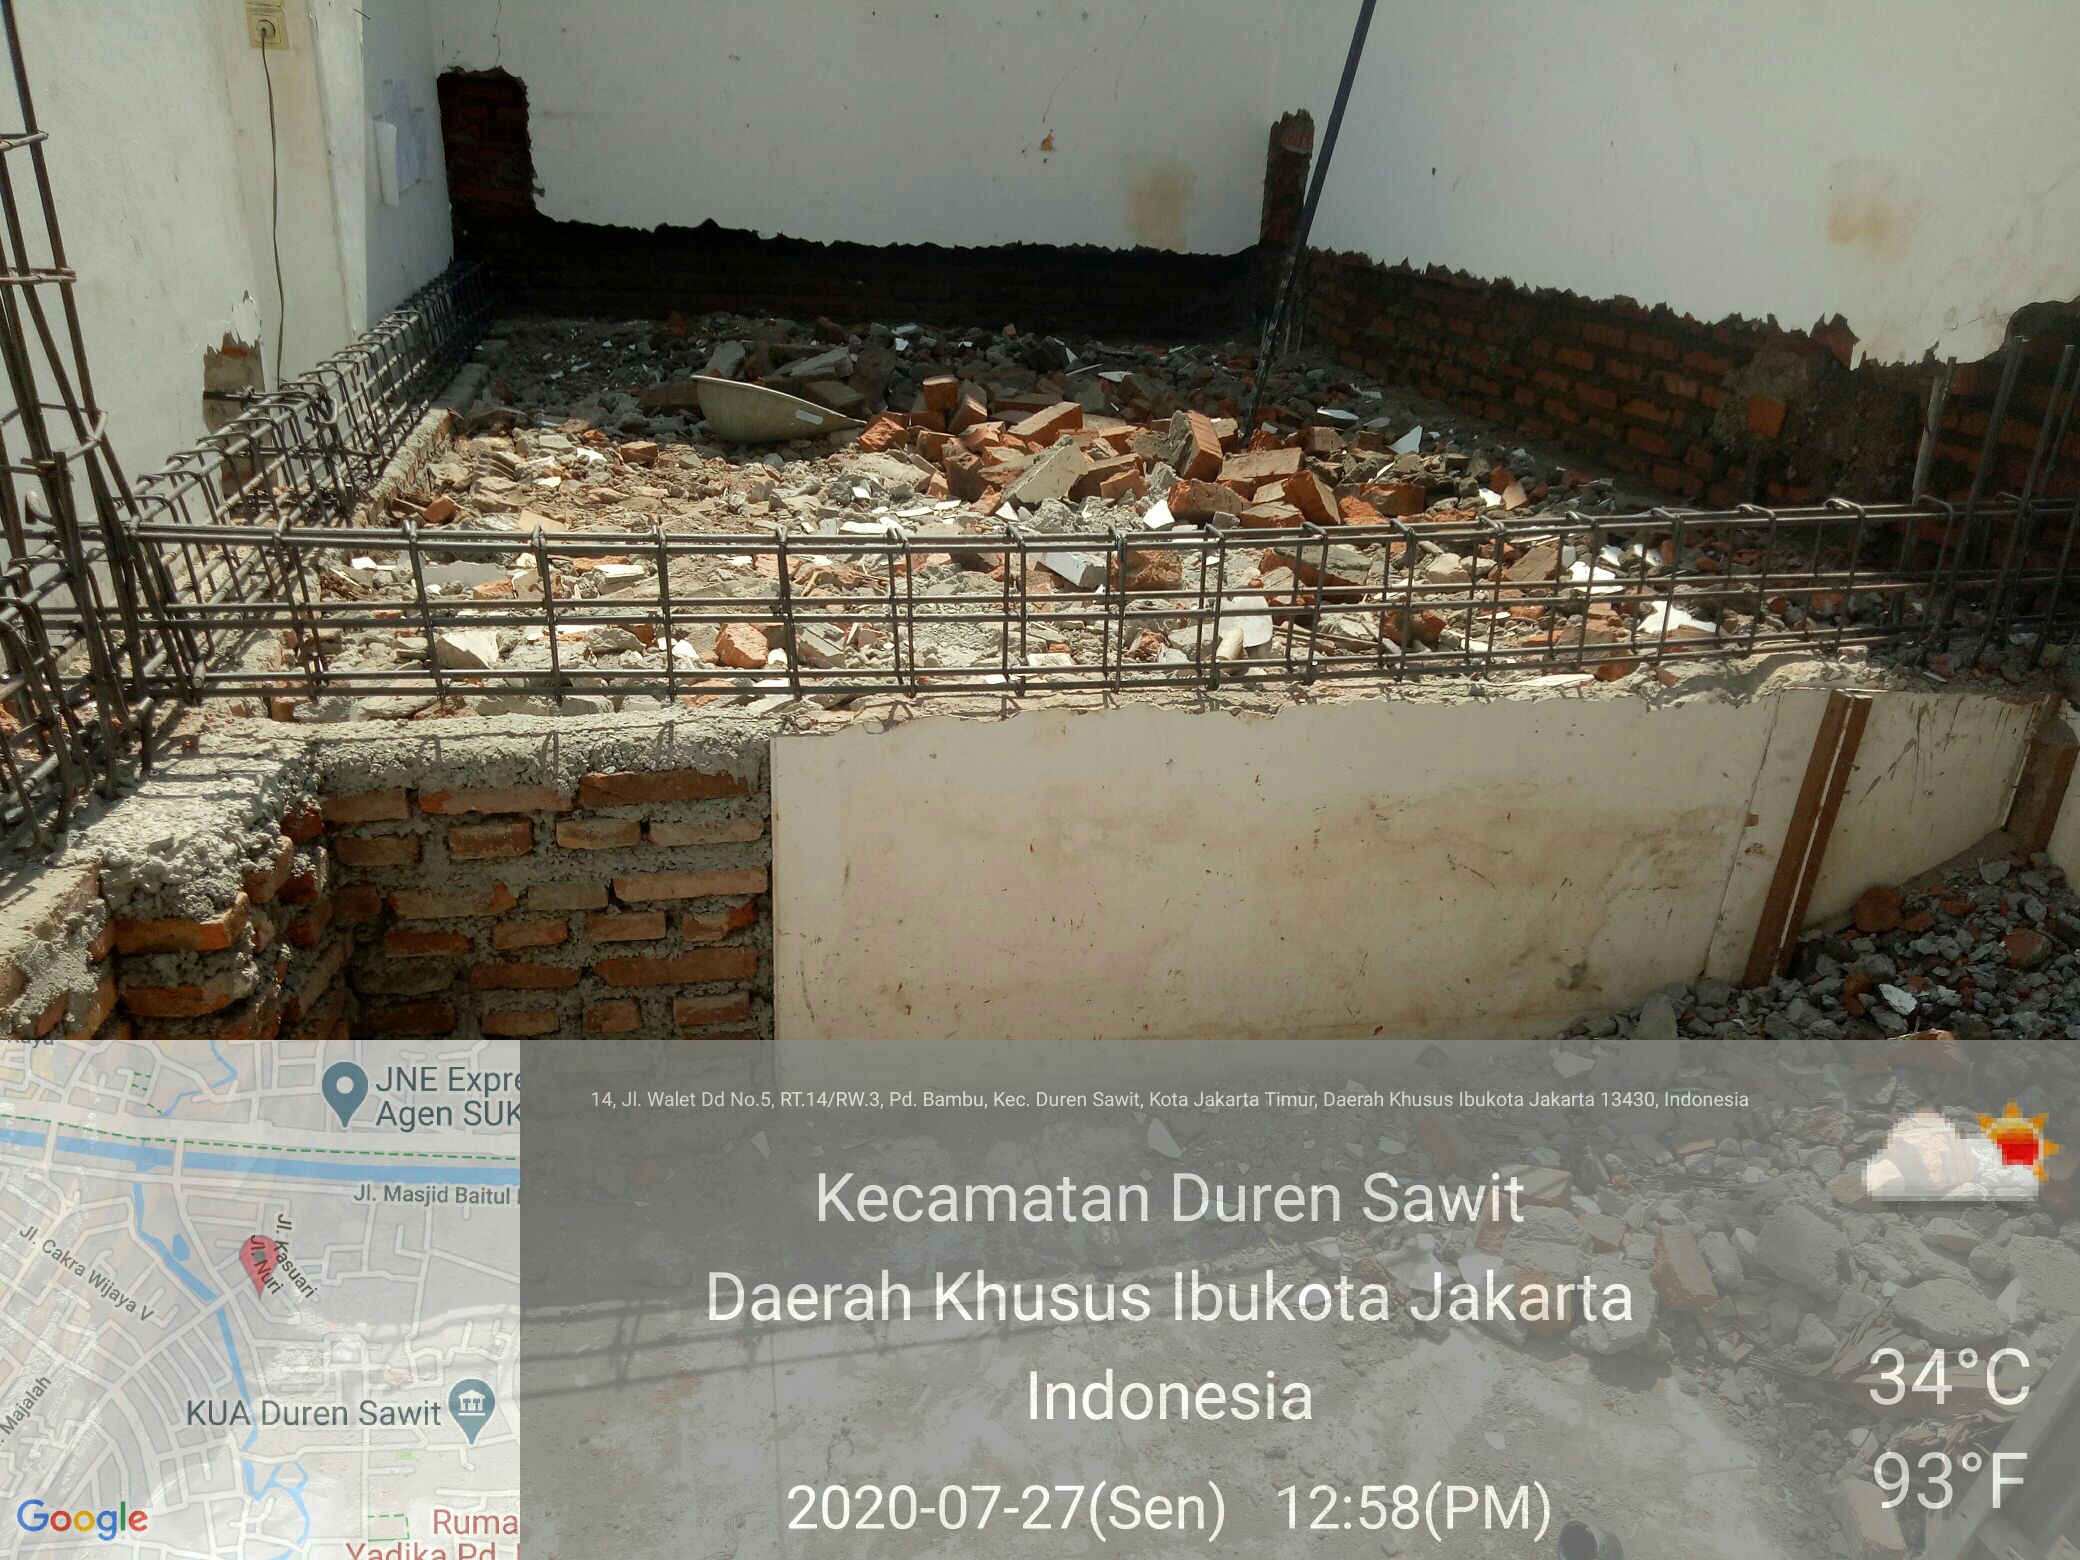 JNE Expre
Agen SUK
14, Jl. Walet Dd No.5, RT.14/RW.3, Pd. Bambu, Kec. Duren Sawit, Kota Jakarta Timur, Daerah Khusus Ibukota Jakarta 13430, Indonesia
Kecamatan Duren Sawit
Daerah Khusus Ibukota Jakarta
Indonesia
2020-07-27(Sen) 12:58(PM)
34°C
93°F
Jl. Masjid Baitul
Jl. Cakra Wijaya V
Jl. Kasuari
Jl. Nuri
Majalah
KUA Duren Sawit
Google
Ruma
Yadika Pd.